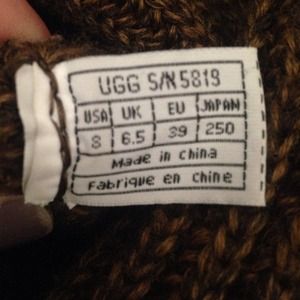 UGG S/N 5819
USA UK EU JAPAN
8 6.5 39 250
Made in China
Fabrique en Chine